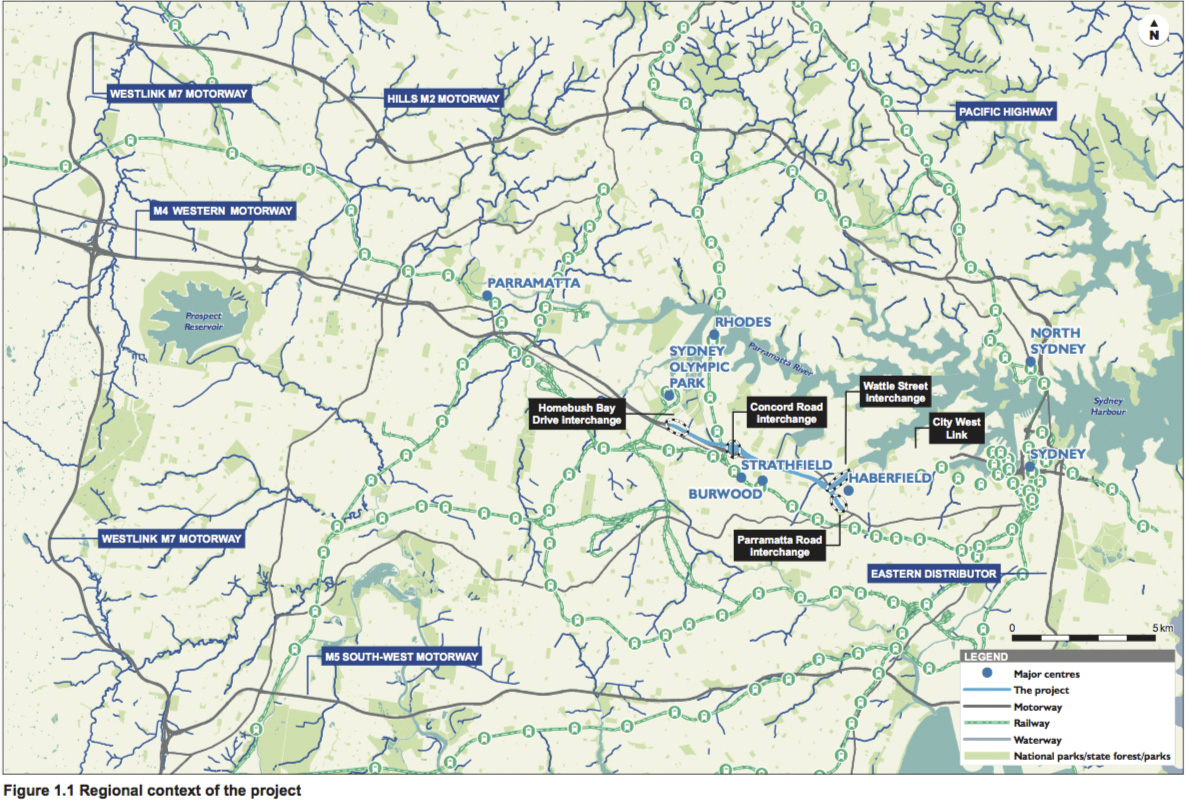 N
WESTLINK M7 MOTORWAY
HILLS M2 MOTORWAY
PACIFIC HIGHWAY
M4 WESTERN MOTORWAY
PARRAMATTA
Prospect
Reservoir
RHODES
SYDNEY
OLYMPIC
PARK
Parramatta River
NORTH
SYDNEY
Sydney
Harbour
Homebush Bay
Drive Interchange
Concord Road
Interchange
Wattle Street
Interchange
City West
Link
SYDNEY
STRATHFIELD
BURWOOD
HABERFIELD
Parramatta Road
Interchange
WESTLINK M7 MOTORWAY
EASTERN DISTRIBUTOR
M5 SOUTH-WEST MOTORWAY
0
5 km
LEGEND
Major centres
The project
Motorway
Railway
Waterway
National parks/state forest/parks
Figure 1.1 Regional context of the project